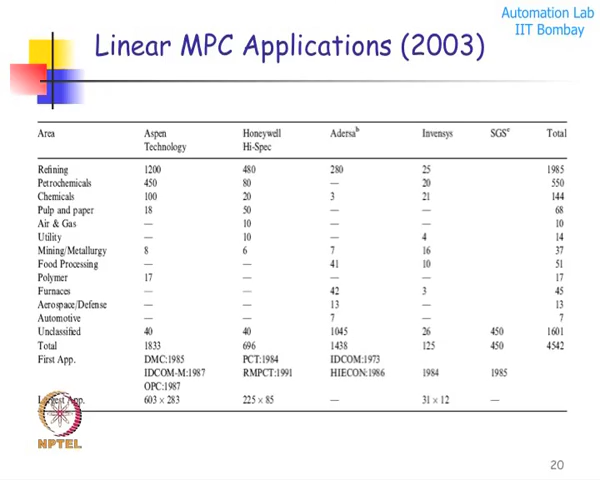 Automation Lab
IIT Bombay
Linear MPC Applications (2003)
Area Aspen Honeywell Adersa^b Invensys SGS^c Total
Technology Hi-Spec
Refining 1200 480 280 25 1985
Petrochemicals 450 80 — 20 550
Chemicals 100 20 3 21 144
Pulp and paper 18 50 — — 68
Air & Gas — 10 — — 10
Utility — 10 — 4 14
Mining/Metallurgy 8 6 7 16 37
Food Processing — — 41 10 51
Polymer 17 — — — 17
Furnaces — — 42 3 45
Aerospace/Defense — — 13 — 13
Automotive — — 7 — 7
Unclassified 40 40 1045 26 450 1601
Total 1833 696 1438 125 450 4542
First App. DMC:1985 PCT:1984 IDCOM:1973
IDCOM-M:1987 RMPCT:1991 HIECON:1986 1984 1985
OPC:1987
App. 603 × 283 225 × 85 — 31 × 12 —
NPTEL
20